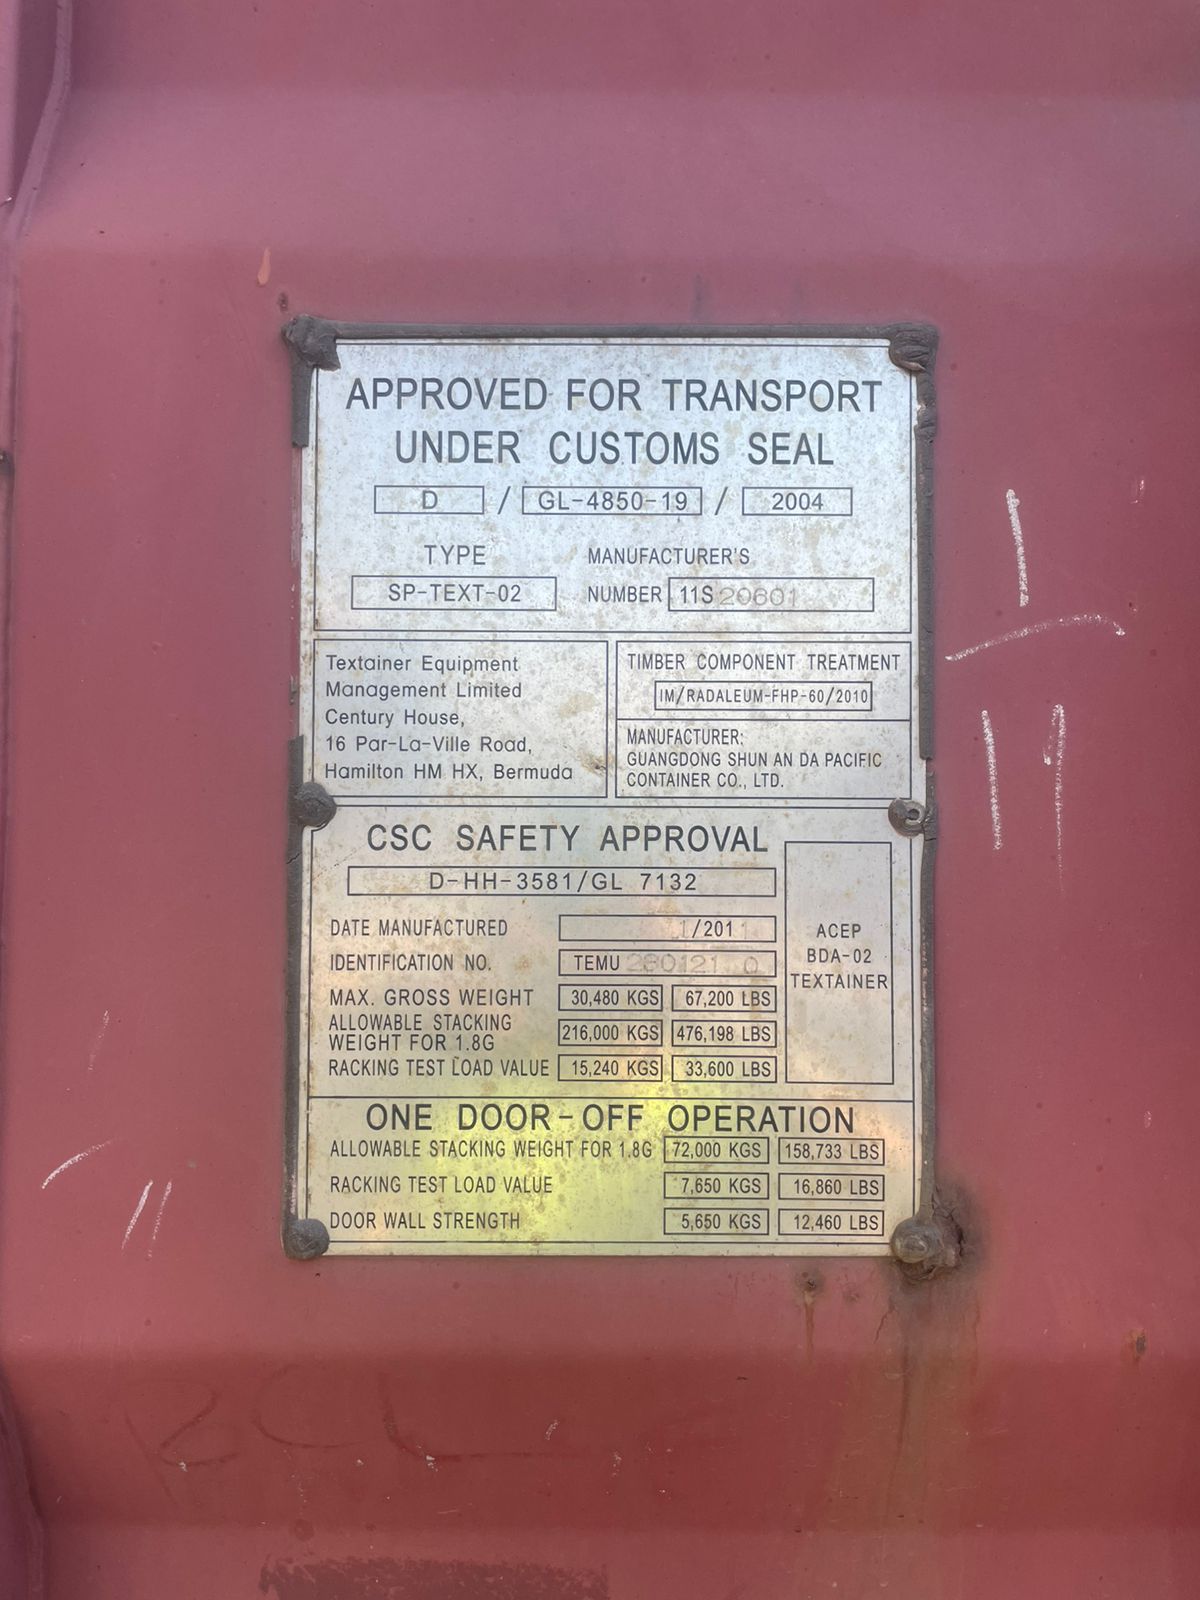 APPROVED FOR TRANSPORT
UNDER CUSTOMS SEAL
D / GL-4850-19 / 2004
TYPE MANUFACTURER'S
SP-TEXT-02 NUMBER 11S20601
Textainer Equipment
Management Limited
Century House,
16 Par-La-Ville Road,
Hamilton HM HX, Bermuda
TIMBER COMPONENT TREATMENT
IM/RADALEUM-FHP-60/2010
MANUFACTURER:
GUANGDONG SHUN AN DA PACIFIC
CONTAINER CO., LTD.
CSC SAFETY APPROVAL
D-HH-3581/GL 7132
DATE MANUFACTURED 1/2011
IDENTIFICATION NO. TEMU 230121 0
MAX. GROSS WEIGHT 30,480 KGS 67,200 LBS
ALLOWABLE STACKING
WEIGHT FOR 1.8G 216,000 KGS 476,198 LBS
RACKING TEST LOAD VALUE 15,240 KGS 33,600 LBS
ACEP
BDA-02
TEXTAINER
ONE DOOR-OFF OPERATION
ALLOWABLE STACKING WEIGHT FOR 1.8G 72,000 KGS 158,733 LBS
RACKING TEST LOAD VALUE 7,650 KGS 16,860 LBS
DOOR WALL STRENGTH 5,650 KGS 12,460 LBS